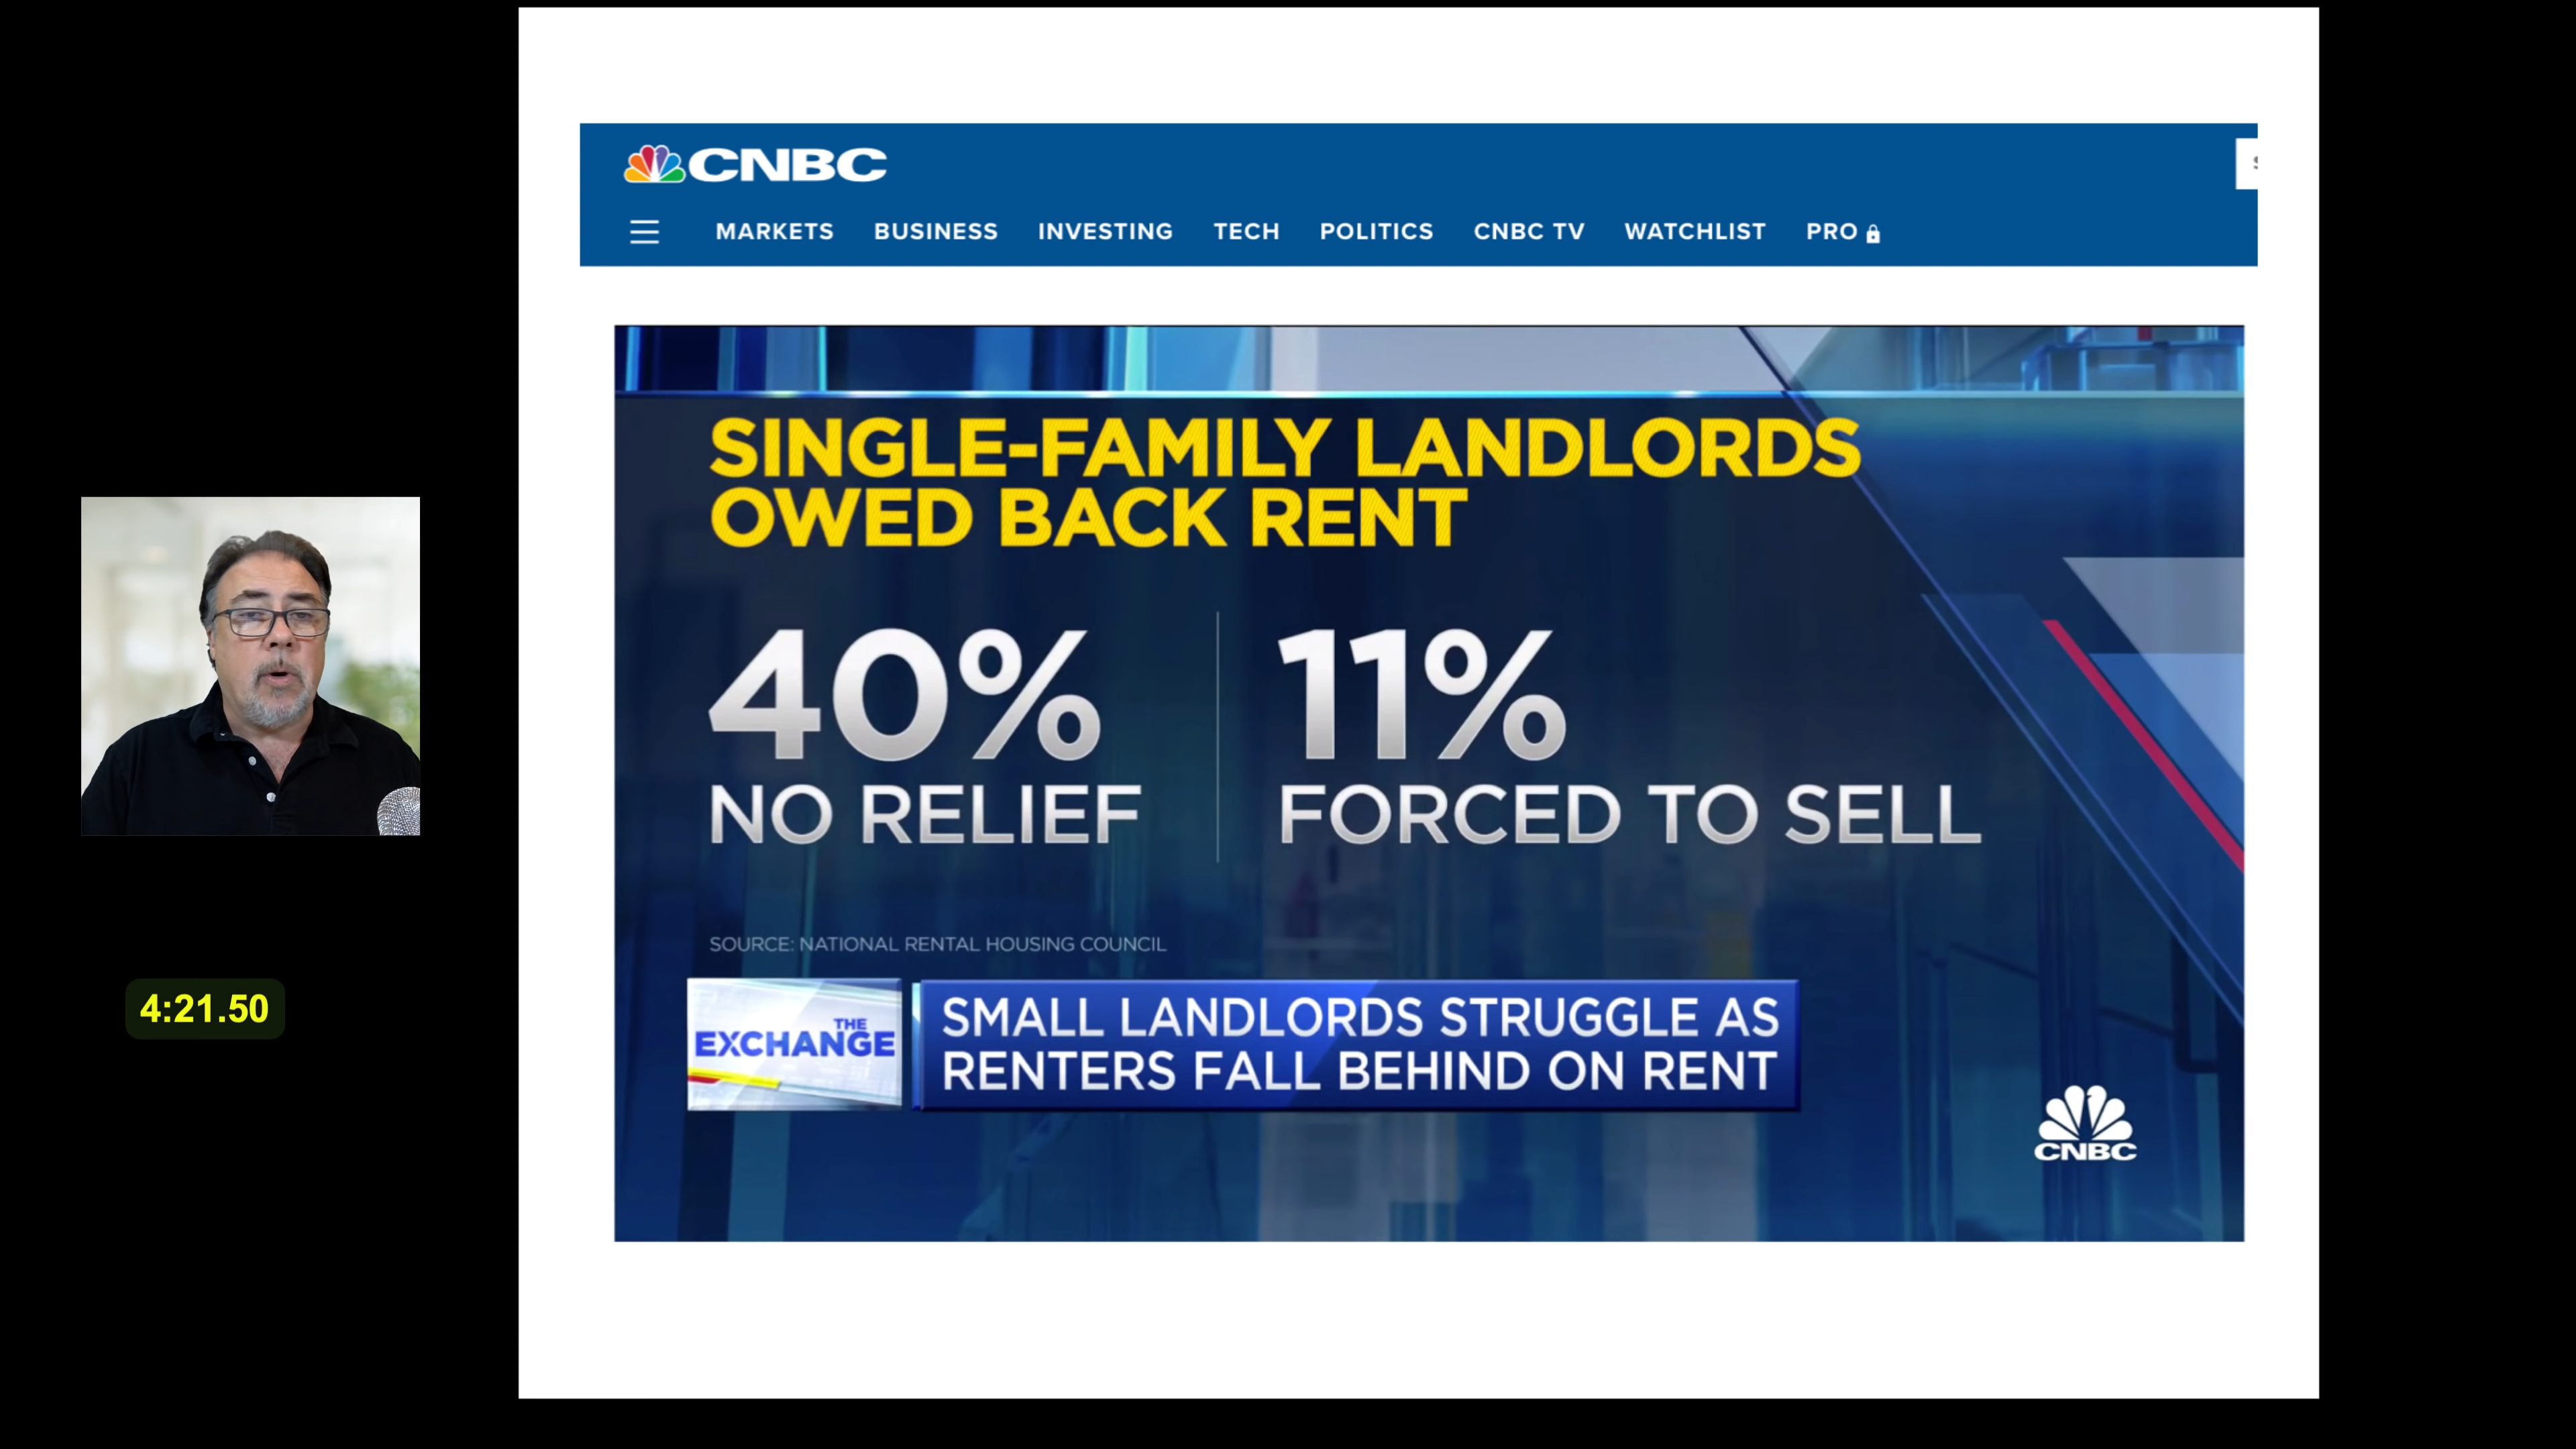 CNBC
MARKETS BUSINESS INVESTING TECH POLITICS CNBC TV WATCHLIST PRO
SINGLE-FAMILY LANDLORDS
OWED BACK RENT
40%
NO RELIEF
11%
FORCED TO SELL
SOURCE: NATIONAL RENTAL HOUSING COUNCIL
THE
EXCHANGE
SMALL LANDLORDS STRUGGLE AS
RENTERS FALL BEHIND ON RENT
CNBC
4:21.50